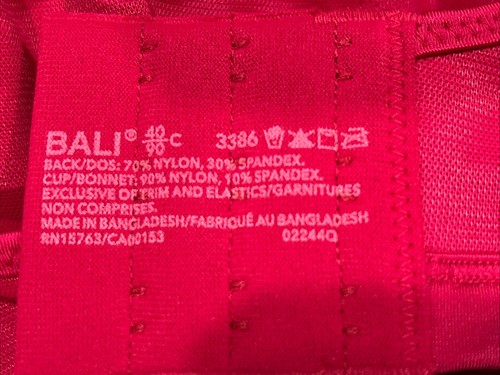 BALI® 40/90 C 3386
BACK/DOS: 70% NYLON, 30% SPANDEX.
CUP/BONNET: 90% NYLON, 10% SPANDEX.
EXCLUSIVE OF TRIM AND ELASTICS/GARNITURES
NON COMPRISES.
MADE IN BANGLADESH/FABRIQUÉ AU BANGLADESH
RN15763/CA00153 02244Q